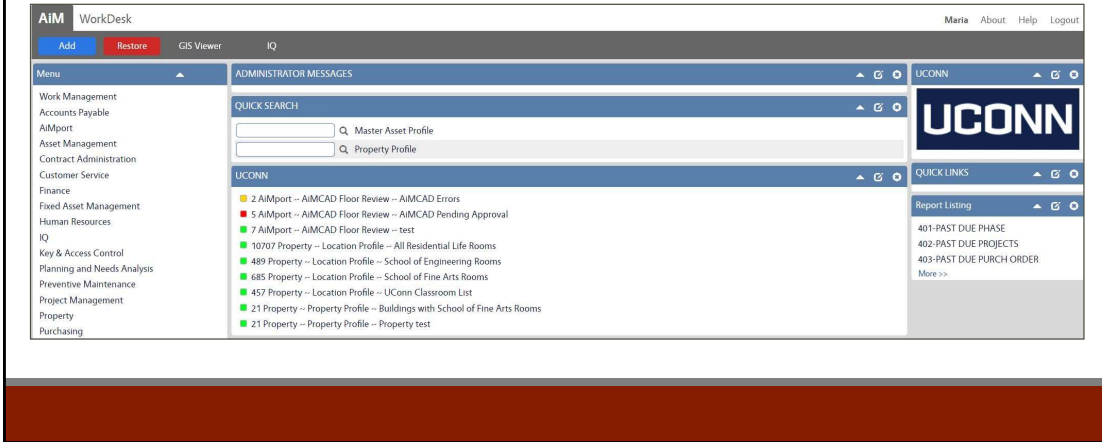 AiM WorkDesk
Maria About Help Logout
Add Restore GIS Viewer IQ
Menu
Work Management
Accounts Payable
AiMport
Asset Management
Contract Administration
Customer Service
Finance
Fixed Asset Management
Human Resources
IQ
Key & Access Control
Planning and Needs Analysis
Preventive Maintenance
Project Management
Property
Purchasing
ADMINISTRATOR MESSAGES
QUICK SEARCH
Master Asset Profile
Property Profile
UCONN
2 AiMport -- AiMCAD Floor Review -- AiMCAD Errors
5 AiMport -- AiMCAD Floor Review -- AiMCAD Pending Approval
7 AiMport -- AiMCAD Floor Review -- test
10707 Property -- Location Profile -- All Residential Life Rooms
489 Property -- Location Profile -- School of Engineering Rooms
685 Property -- Location Profile -- School of Fine Arts Rooms
457 Property -- Location Profile -- UConn Classroom List
21 Property -- Property Profile -- Buildings with School of Fine Arts Rooms
21 Property -- Property Profile -- Property test
UCONN
UCONN
QUICK LINKS
Report Listing
401-PAST DUE PHASE
402-PAST DUE PROJECTS
403-PAST DUE PURCH ORDER
More >>